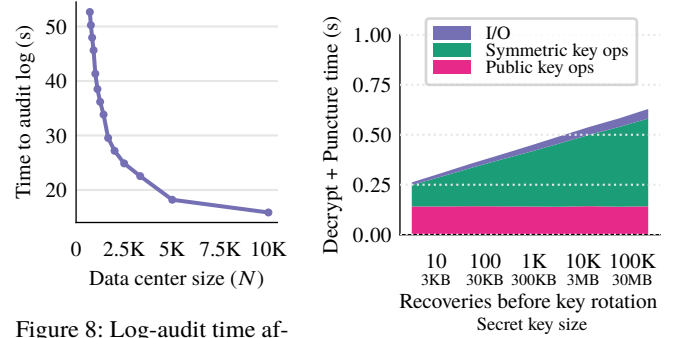 Time to audit log (s)
50
40
30
20
0 2.5K 5K 7.5K 10K
Data center size (N)
Figure 8: Log-audit time af-
Decrypt + Puncture time (s)
1.00
0.75
0.50
0.25
0.00
I/O
Symmetric key ops
Public key ops
10 100 1K 10K 100K
3KB 30KB 300KB 3MB 30MB
Recoveries before key rotation
Secret key size